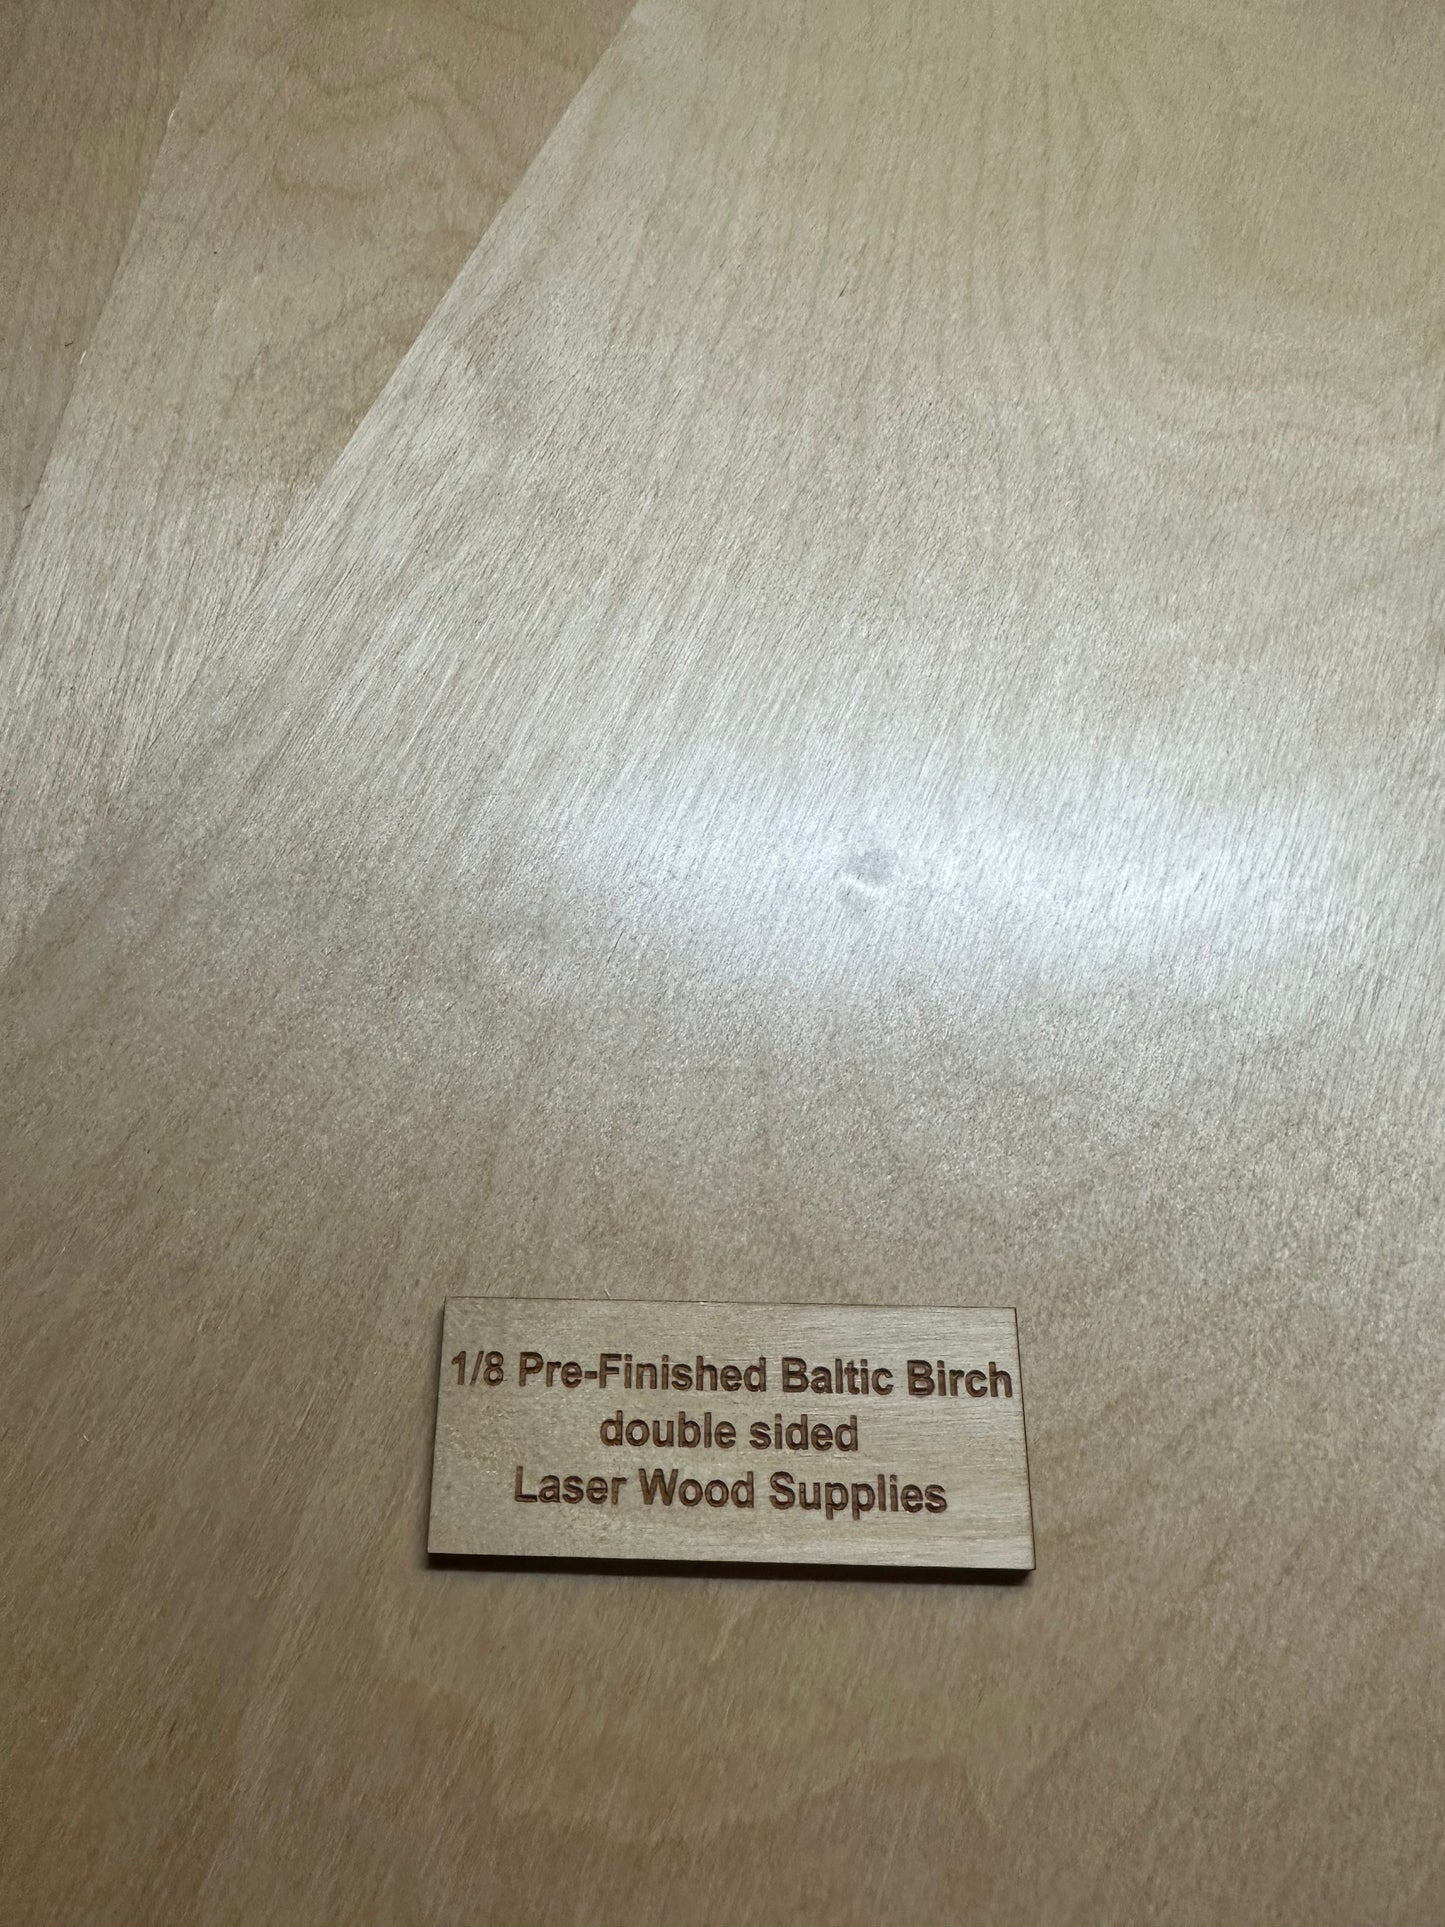 1/8 Pre-Finished Baltic Birch
double sided
Laser Wood Supplies